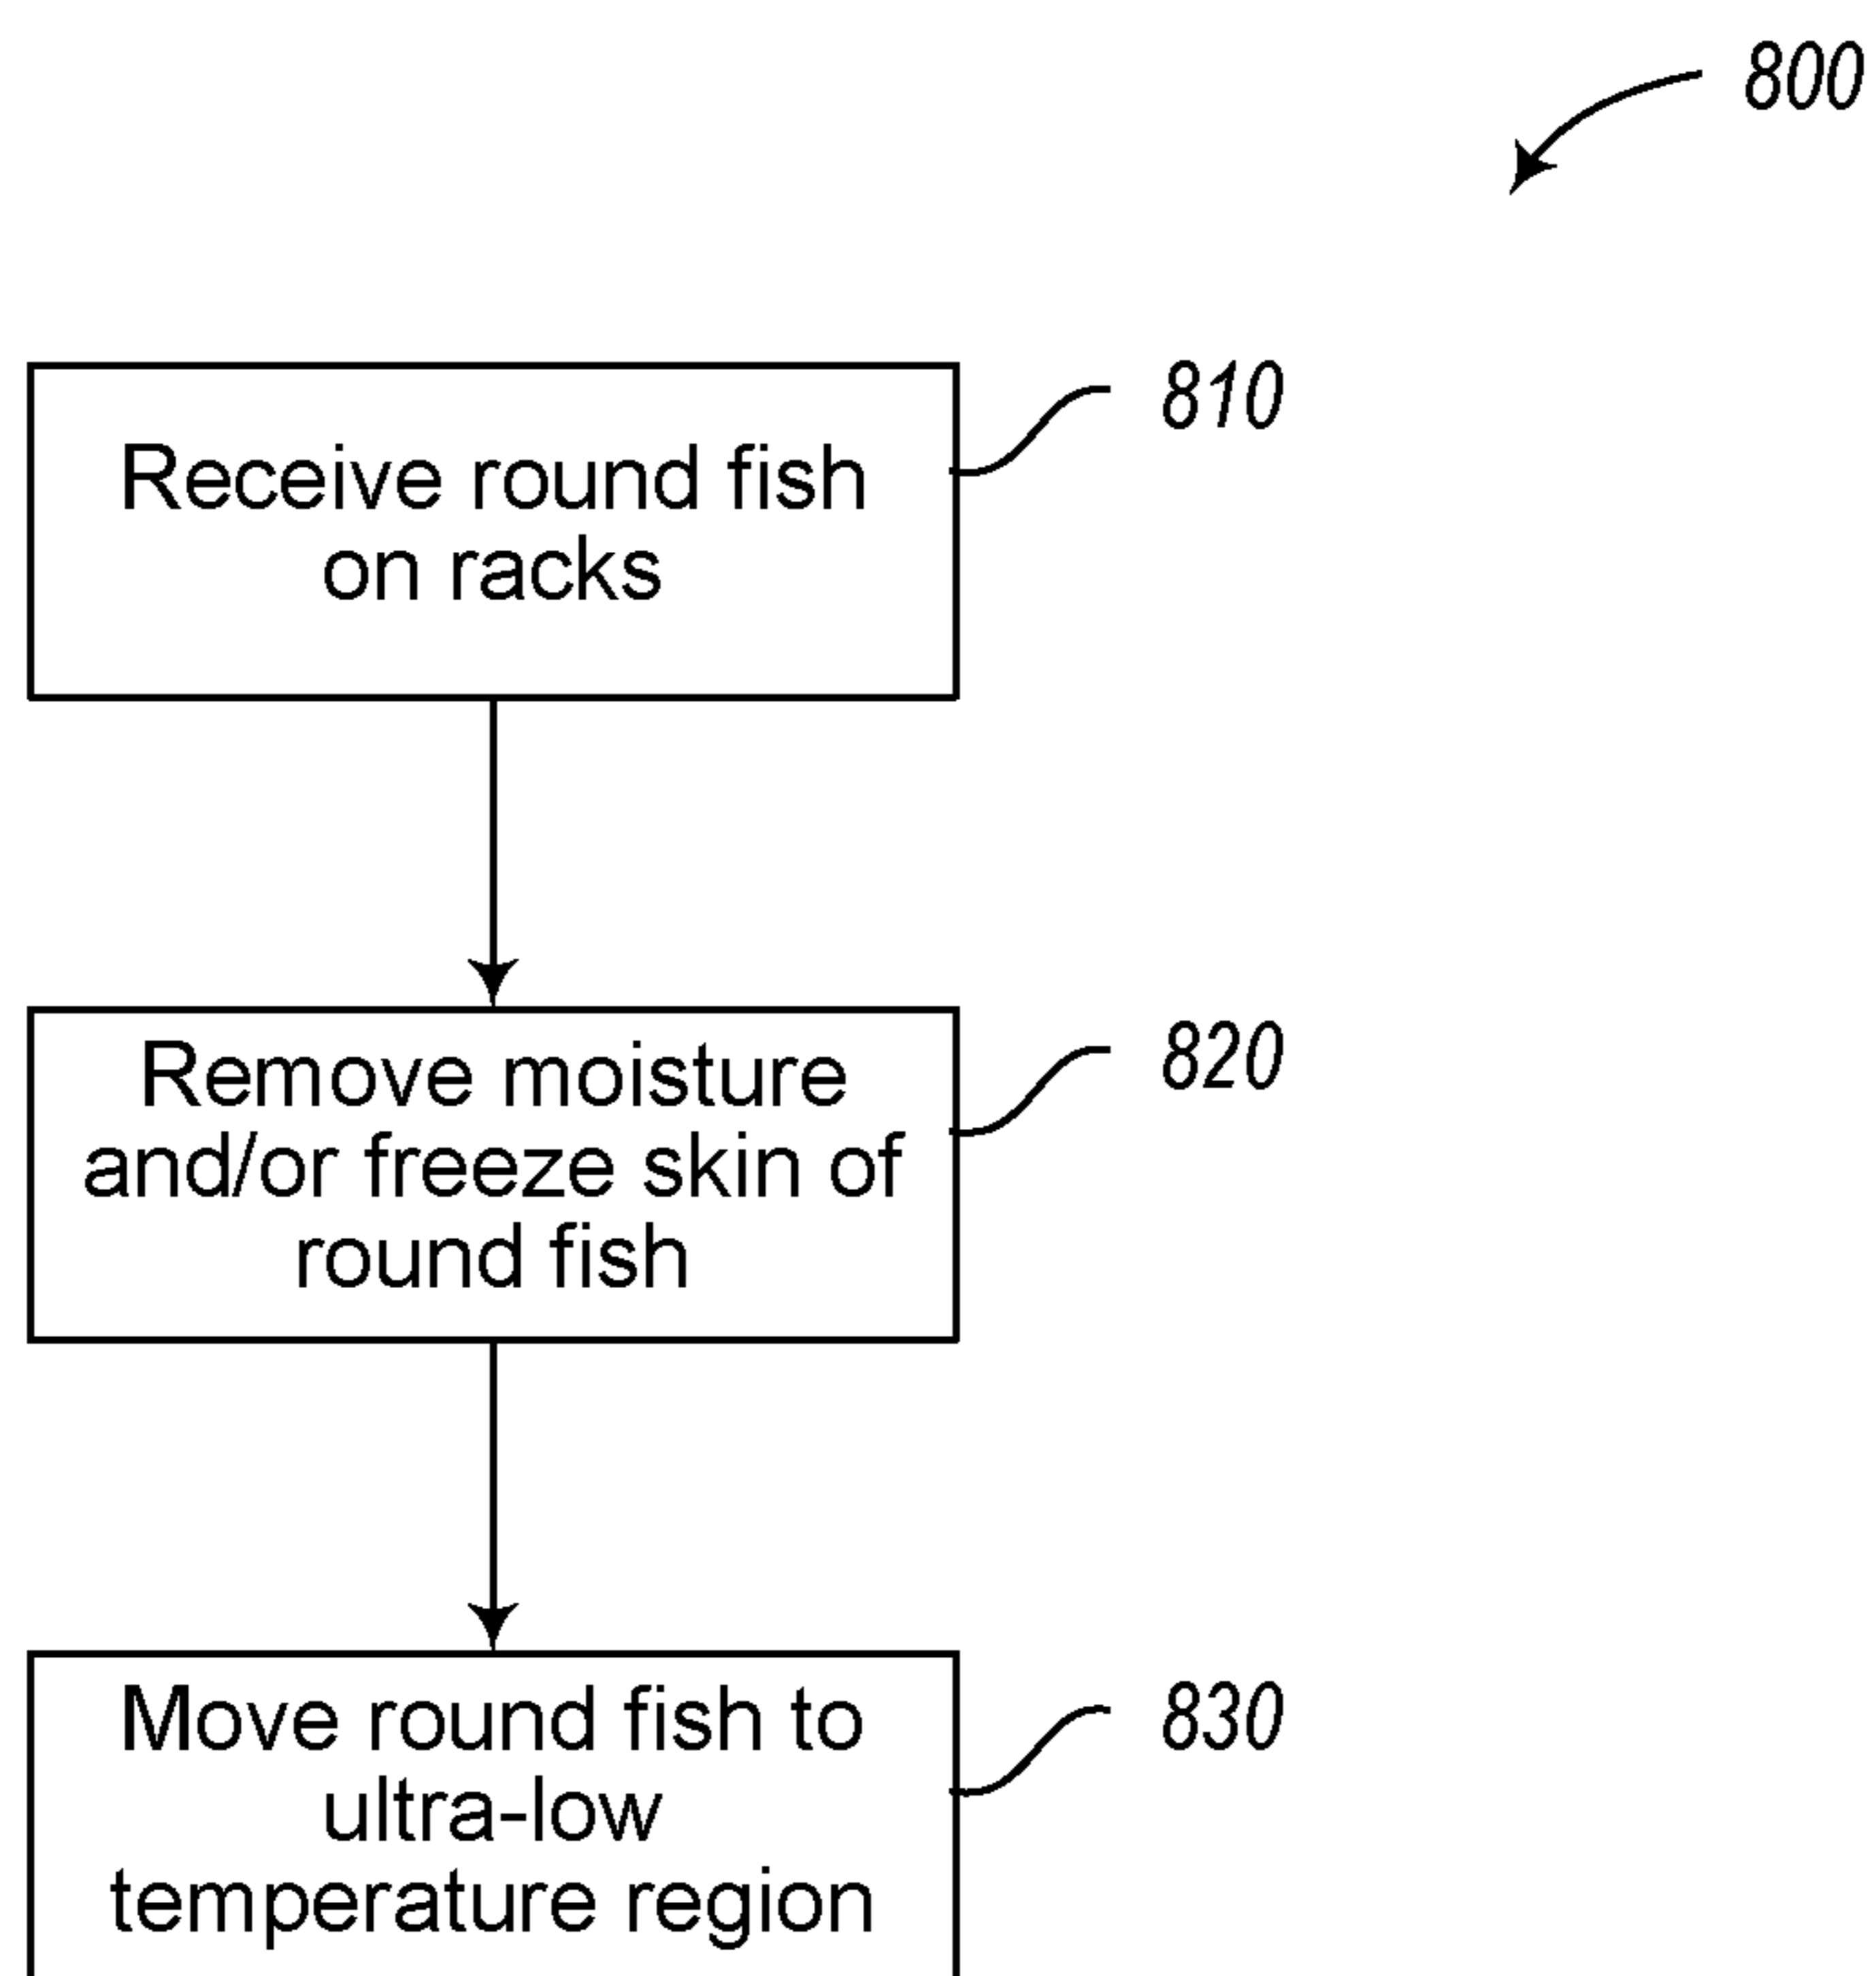 800
Receive round fish
on racks
810
Remove moisture
and/or freeze skin of
round fish
820
Move round fish to
ultra-low
temperature region
830